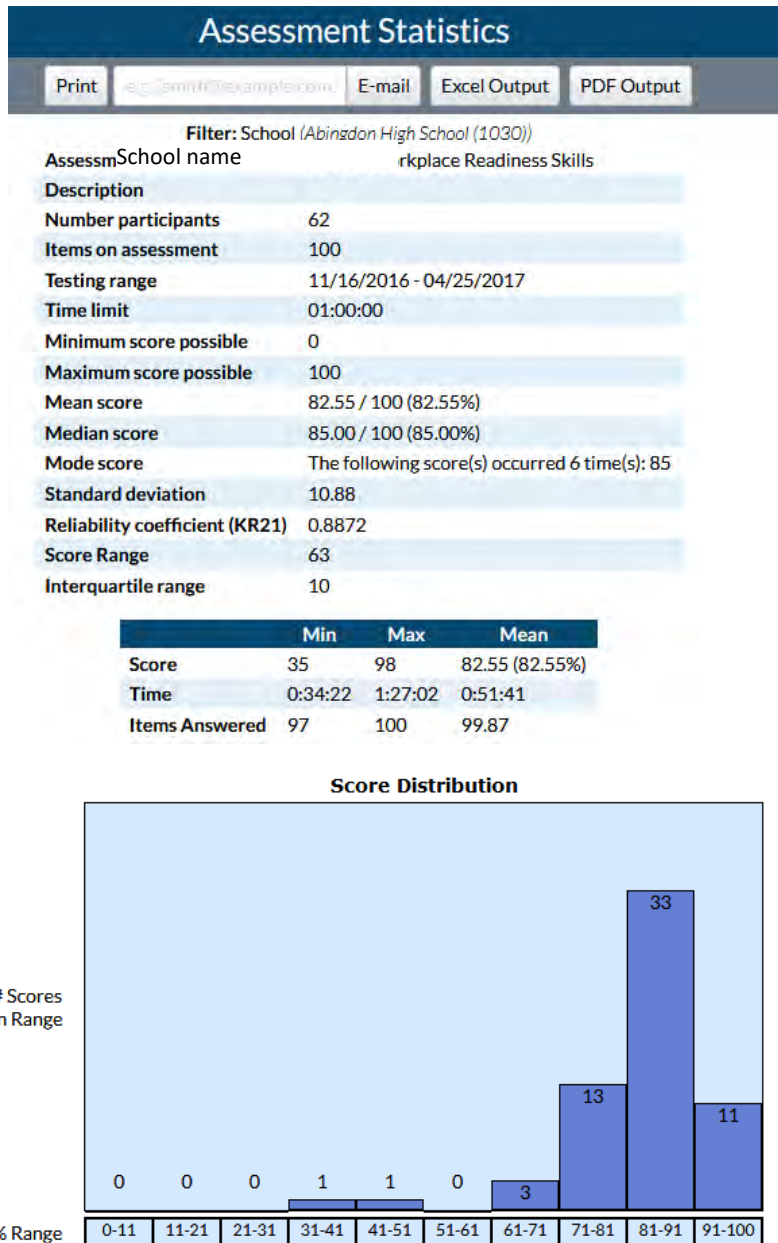 Assessment Statistics
Print e.g. jsmith@example.com E-mail Excel Output PDF Output
Filter: School (Abingdon High School (1030))
Assessm School name rkplace Readiness Skills
Description
Number participants 62
Items on assessment 100
Testing range 11/16/2016 - 04/25/2017
Time limit 01:00:00
Minimum score possible 0
Maximum score possible 100
Mean score 82.55 / 100 (82.55%)
Median score 85.00 / 100 (85.00%)
Mode score The following score(s) occurred 6 time(s): 85
Standard deviation 10.88
Reliability coefficient (KR21) 0.8872
Score Range 63
Interquartile range 10
Min Max Mean
Score 35 98 82.55 (82.55%)
Time 0:34:22 1:27:02 0:51:41
Items Answered 97 100 99.87
Score Distribution
33
# Scores
n Range
13
11
0 0 0 1 1 0 3
% Range 0-11 11-21 21-31 31-41 41-51 51-61 61-71 71-81 81-91 91-100